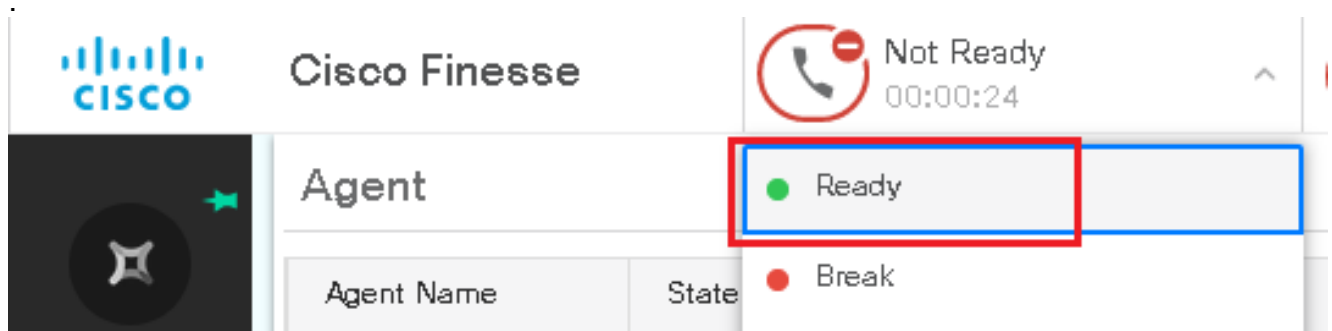 .
CISCO
Cisco Finesse
Not Ready
00:00:24
Agent
Ready
Agent Name
State
Break